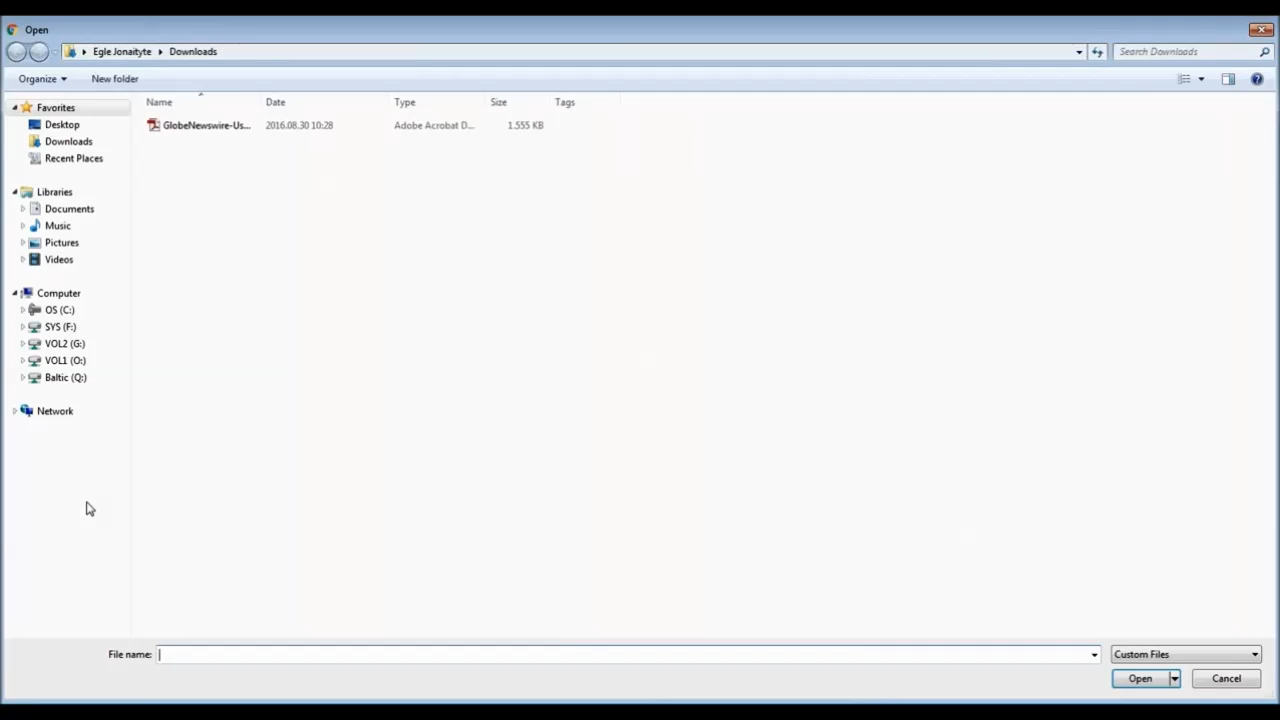 Open
Egle Jonaityte Downloads
Search Downloads
Organize
New folder
Name Date Type Size Tags
GlobeNewswire-Us... 2016.08.30 10:28 Adobe Acrobat D... 1.555 KB
Favorites
Desktop
Downloads
Recent Places
Libraries
Documents
Music
Pictures
Videos
Computer
OS (C:)
SYS (F:)
VOL2 (G:)
VOL1 (O:)
Baltic (Q:)
Network
File name:
Custom Files
Open
Cancel